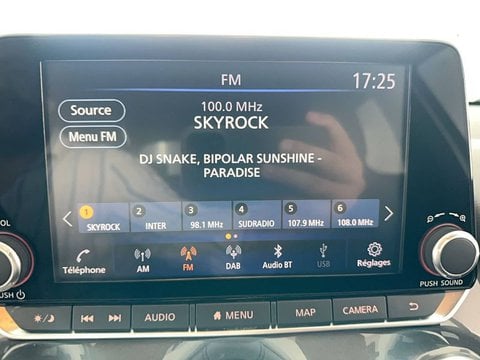 FM
17:25
Source
100.0 MHz
SKYROCK
Menu FM
DJ SNAKE, BIPOLAR SUNSHINE -
PARADISE
1 2 3 4 5 6
SKYROCK INTER 98.1 MHz SUDRADIO 107.9 MHz 108.0 MHz
Téléphone AM FM DAB Audio BT USB Réglages
OL
PUSH
PUSH SOUND
AUDIO MENU MAP CAMERA